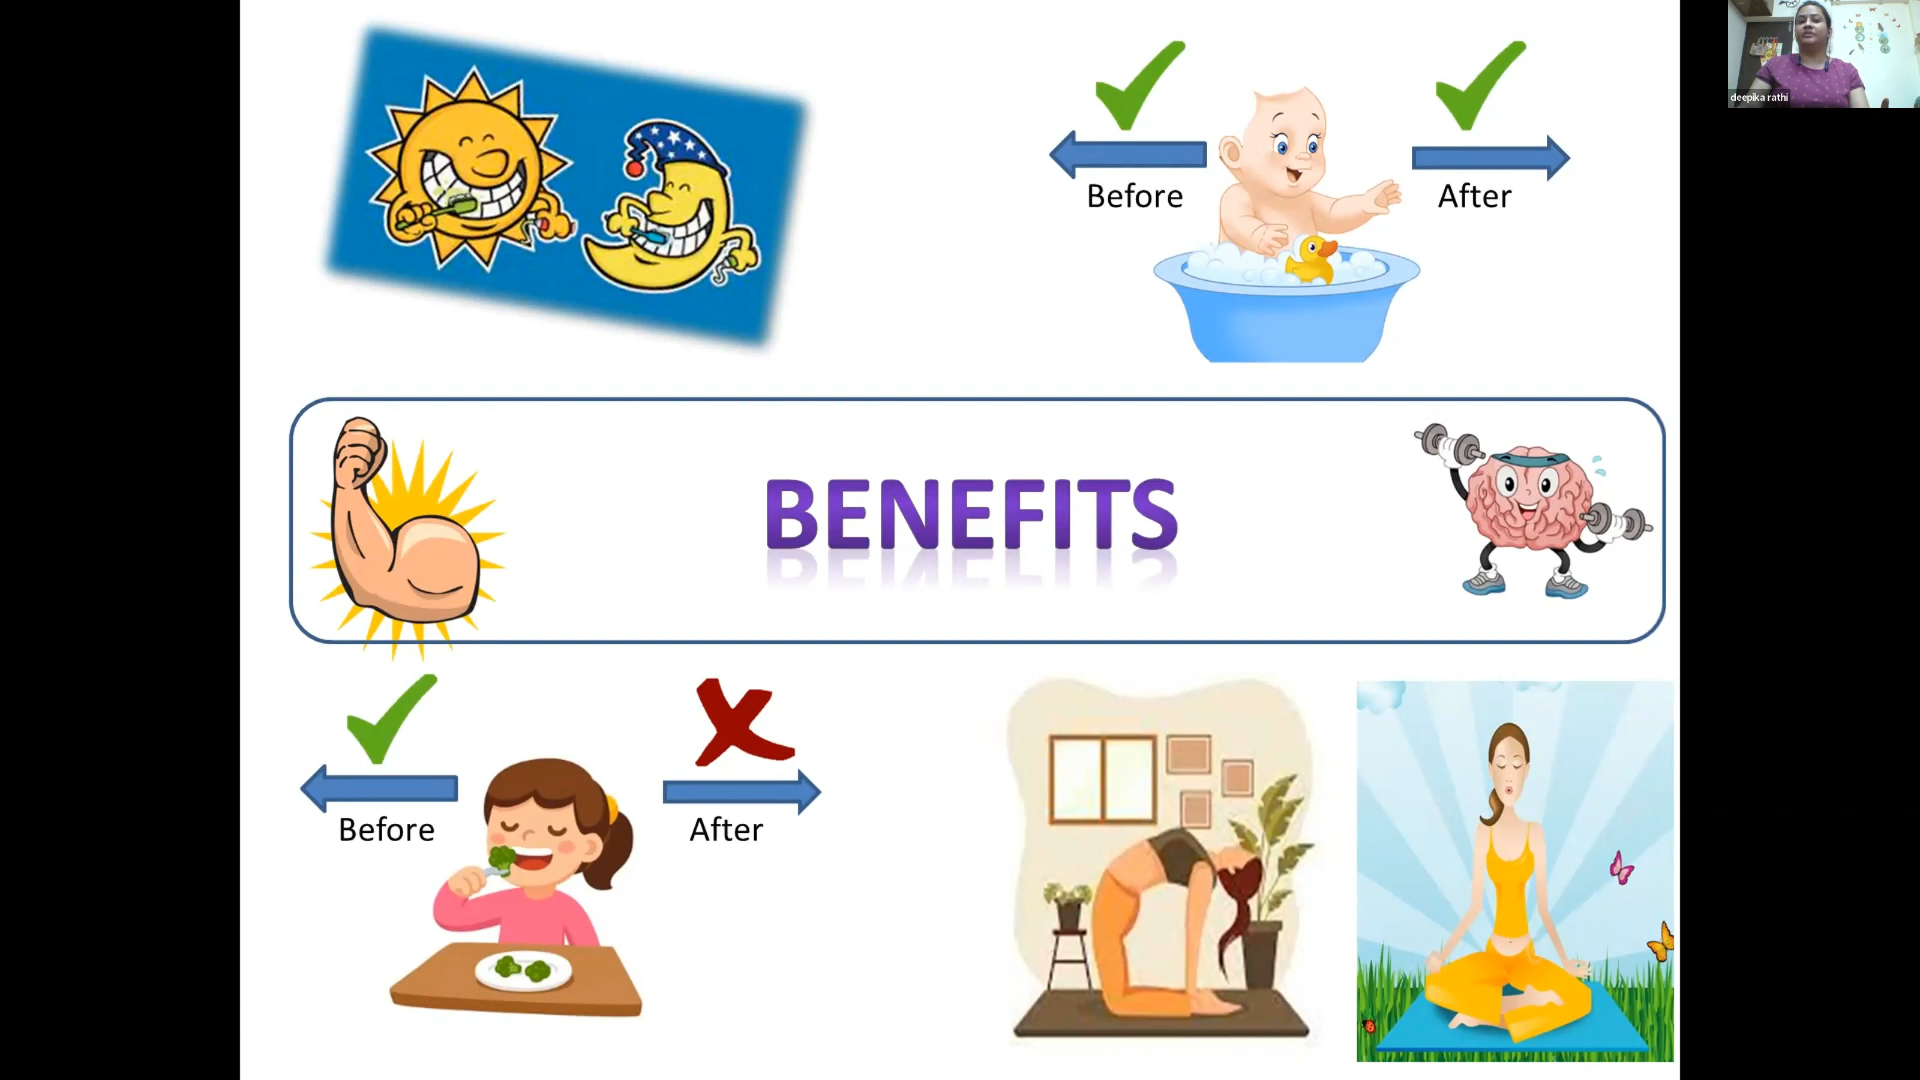 deepika rathi
Before
After
BENEFITS
Before
After